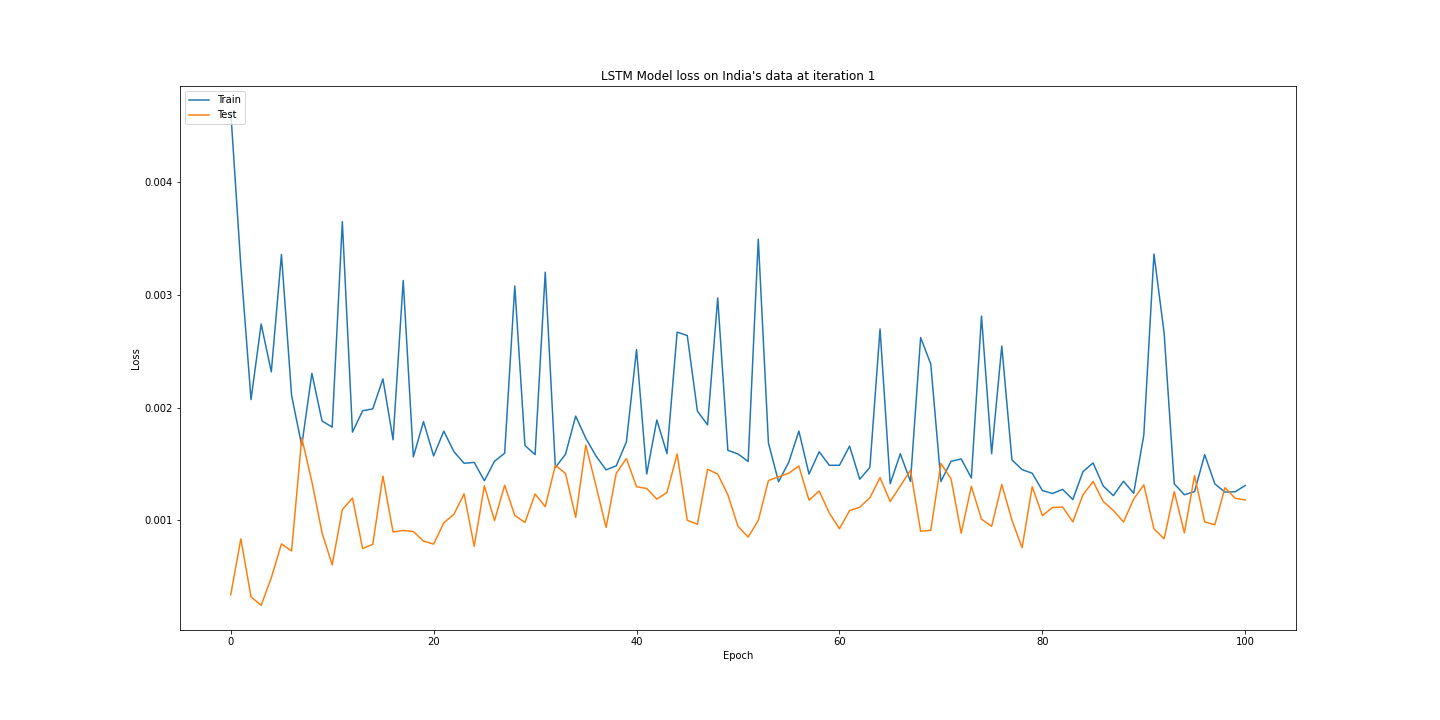 LSTM Model loss on India's data at iteration 1
Train
Test
0.004
0.003
0.002
0.001
Loss
0 20 40 60 80 100
Epoch